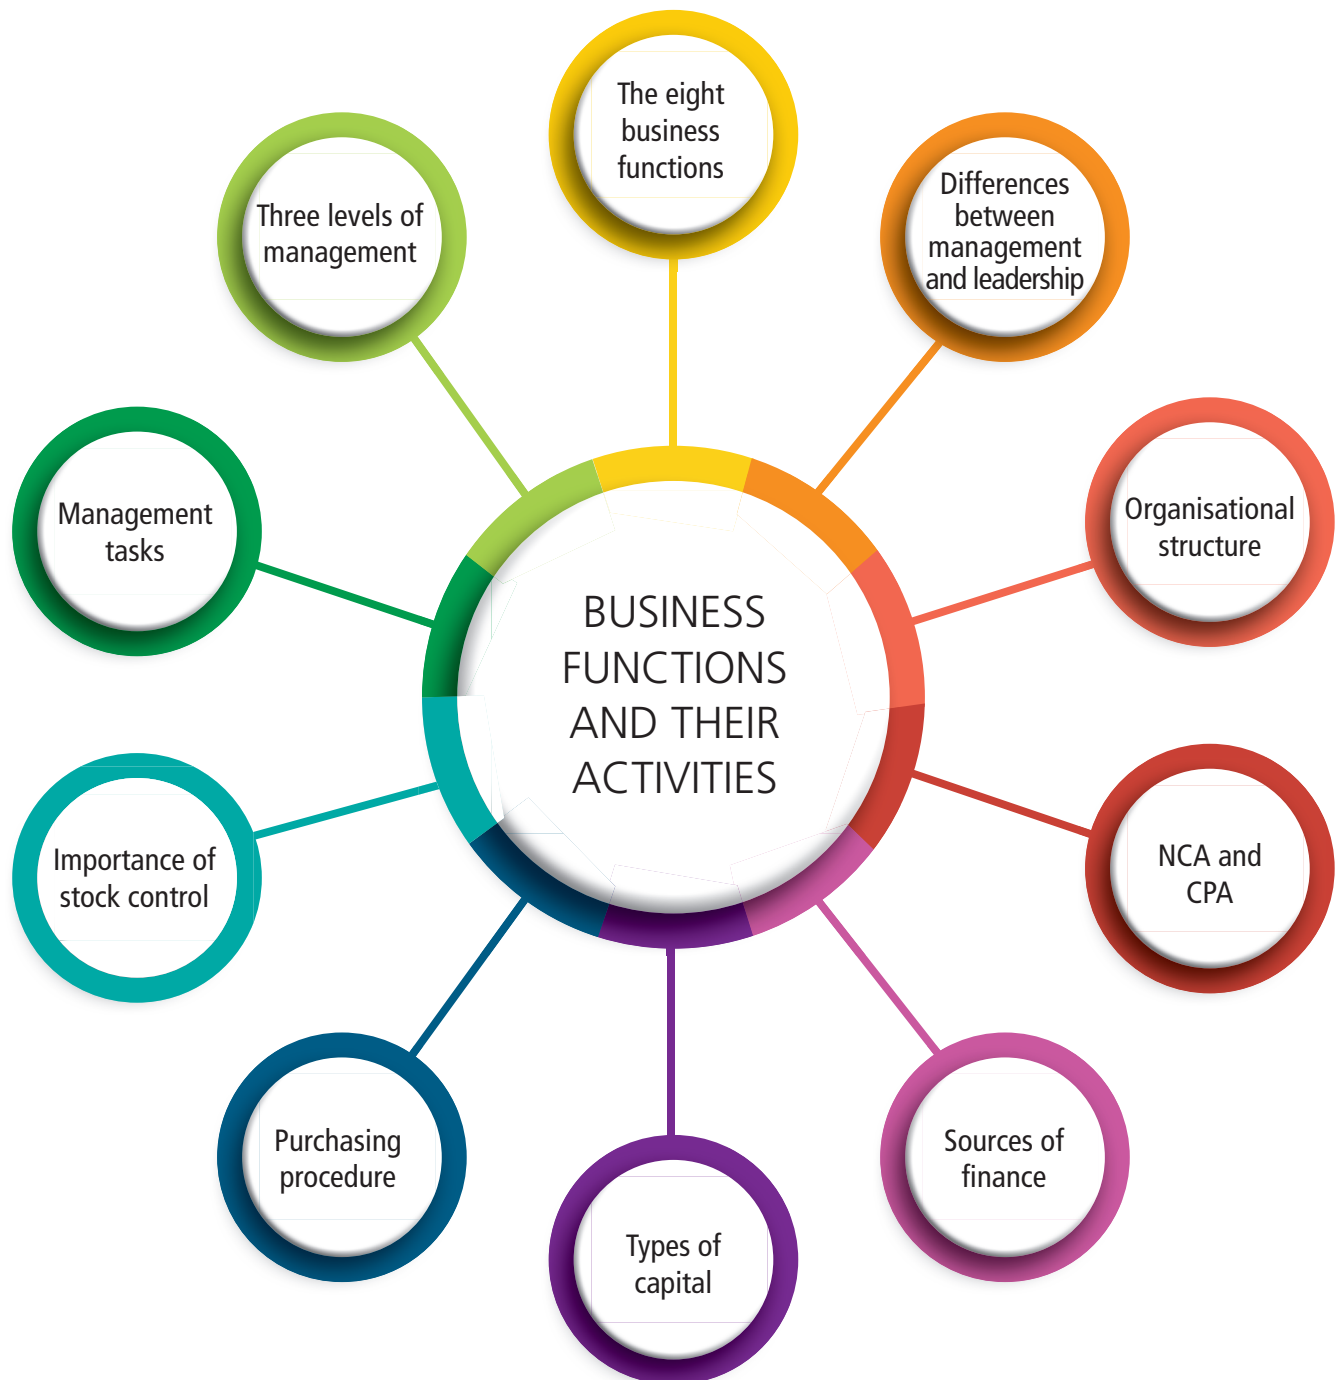 The eight
business
functions
Differences
between
management
and leadership
Organisational
structure
NCA and
CPA
Sources of
finance
Types of
capital
Purchasing
procedure
Importance of
stock control
Management
tasks
Three levels of
management
BUSINESS
FUNCTIONS
AND THEIR
ACTIVITIES